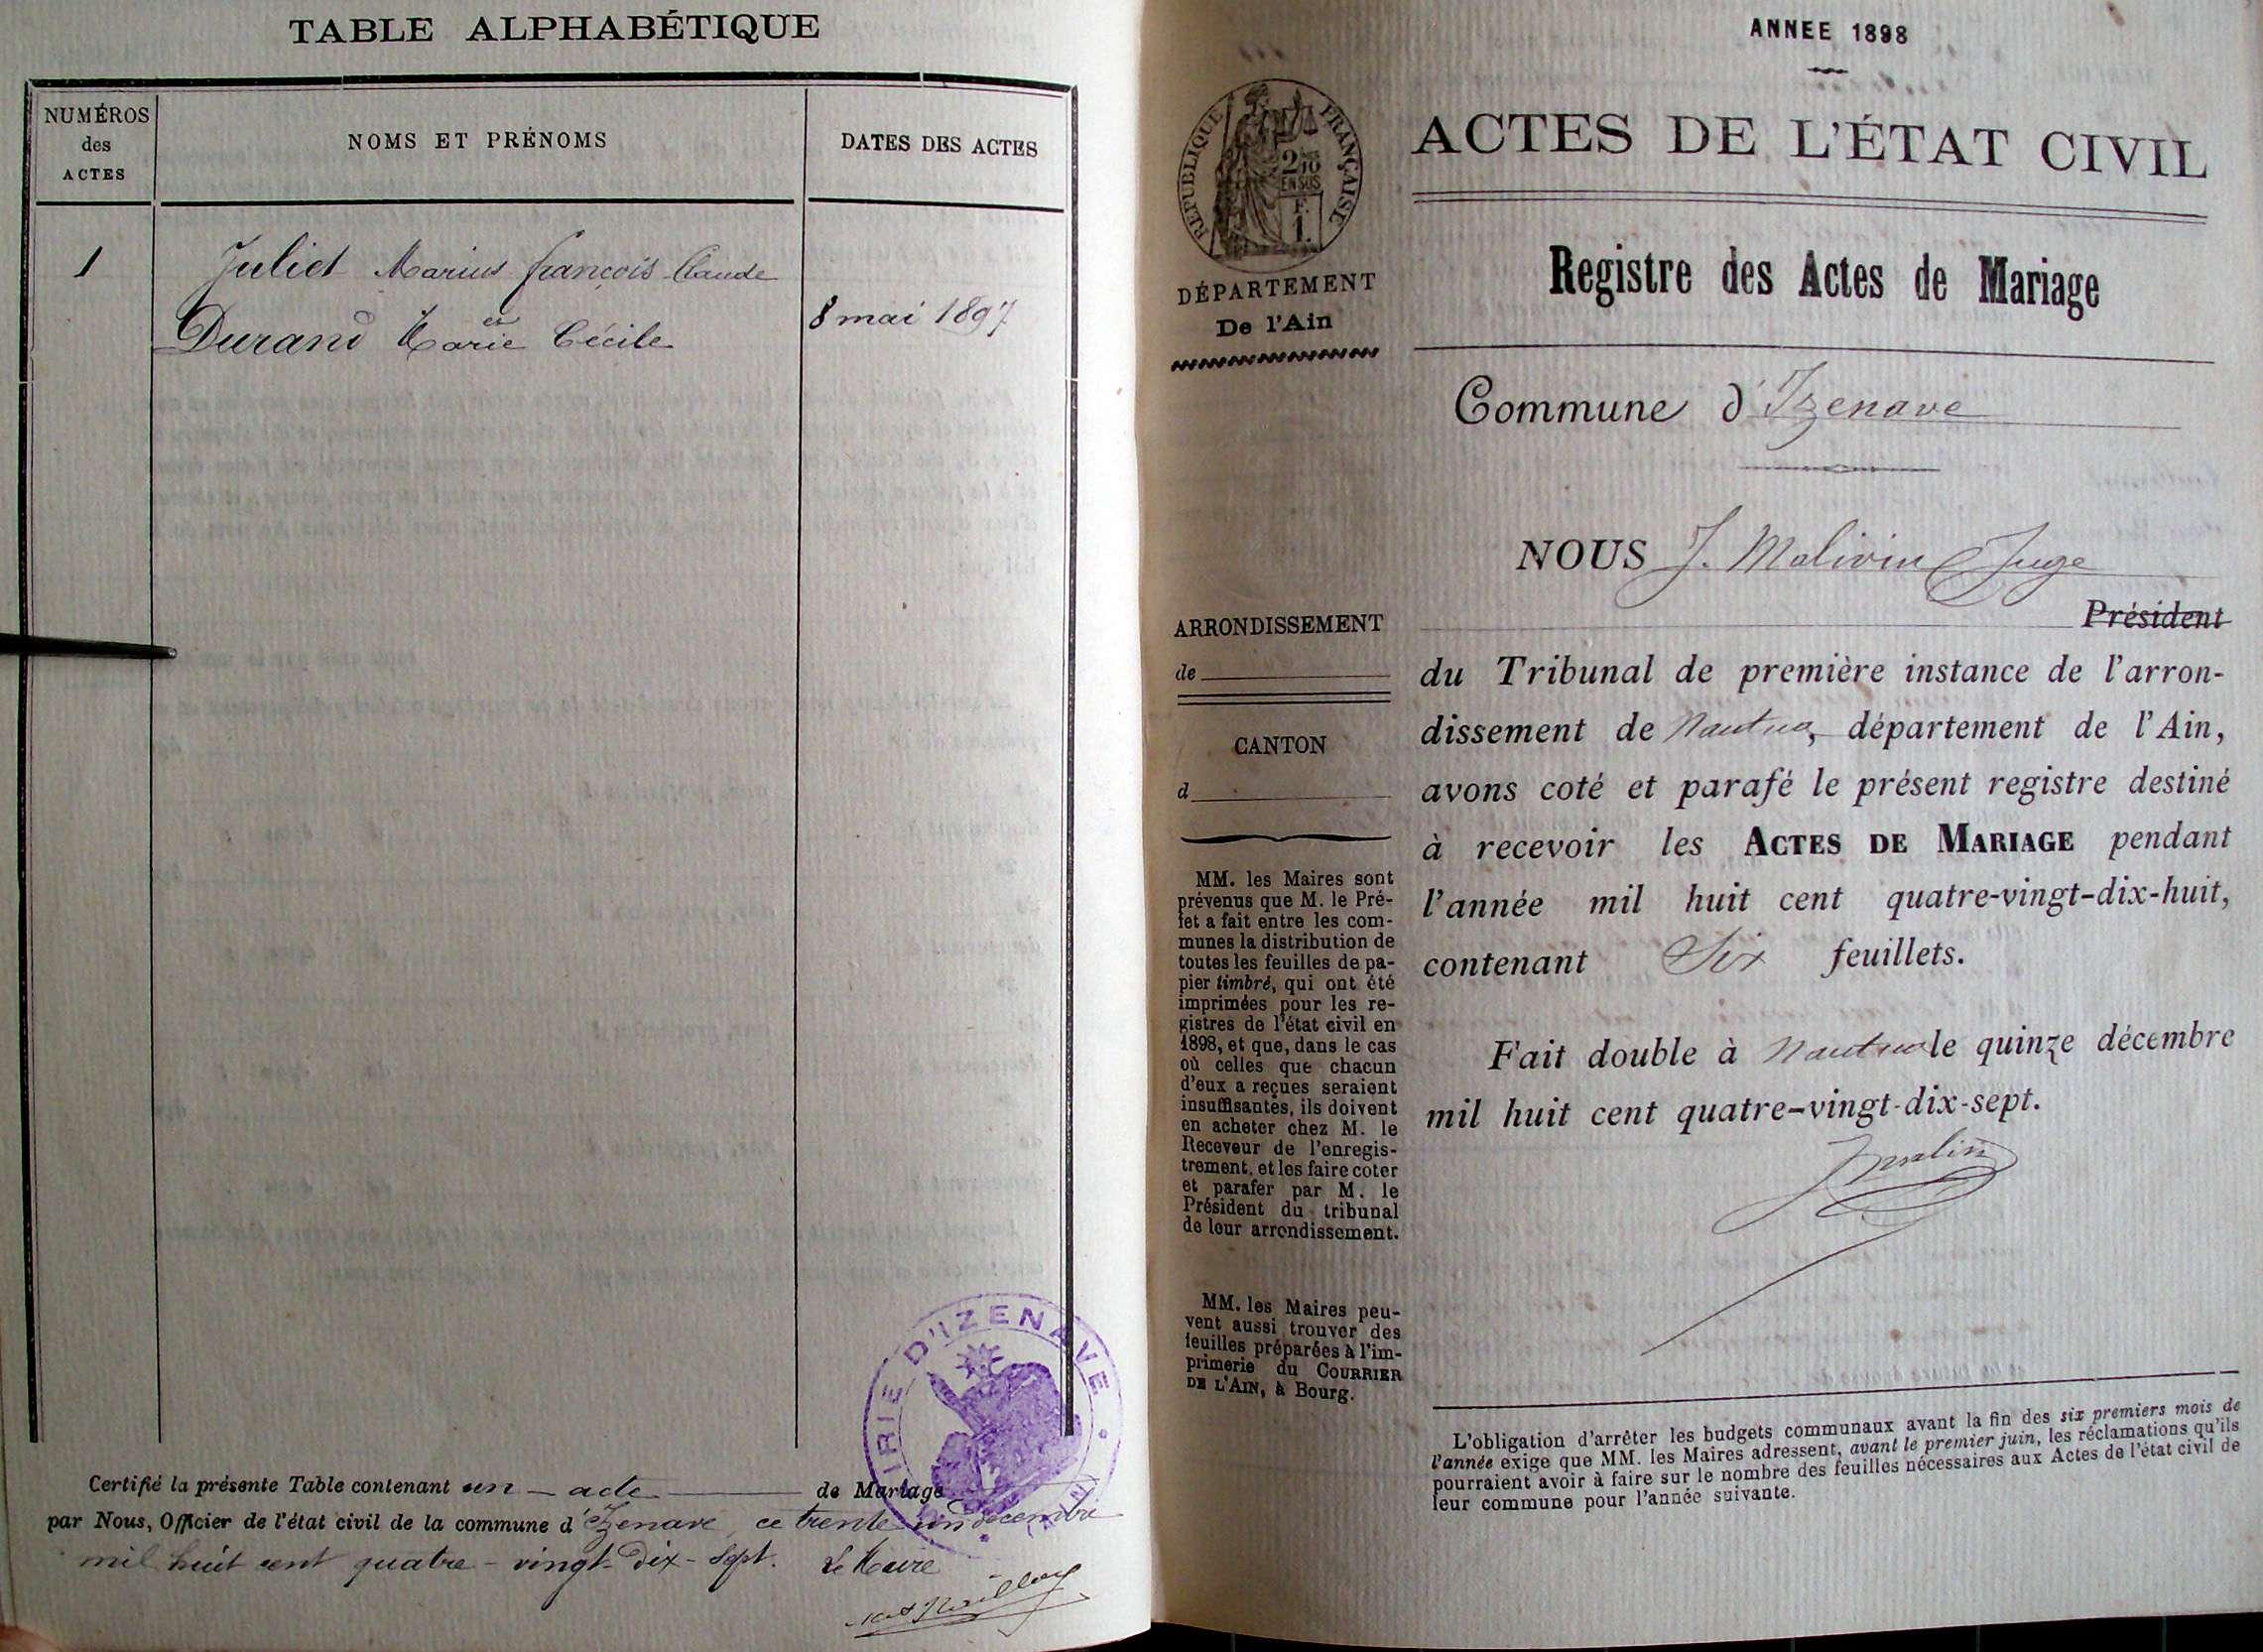 TABLE ALPHABÉTIQUE
NUMÉROS
des
ACTES
NOMS ET PRÉNOMS
DATES DES ACTES
1
Juliet Marius françois Claude
et
Durand Marie Cécile
8 mai 1897
MAIRIE D'IZENAVE
(AIN)
Certifié la présente Table contenant un acte de Mariage
par Nous, Officier de l'état civil de la commune d'Izenave, ce trente un décembre
mil huit cent quatre-vingt-dix-sept. Le Maire
ANNEE 1898
REPUBLIQUE FRANÇAISE
2/10
EN SUS
F.
1.
DÉPARTEMENT
De l'Ain
ARRONDISSEMENT
de
CANTON
d
MM. les Maires sont
prévenus que M. le Pré-
fet a fait entre les com-
munes la distribution de
toutes les feuilles de pa-
pier timbré, qui ont été
imprimées pour les re-
gistres de l'état civil en
1898, et que, dans le cas
où celles que chacun
d'eux a reçues seraient
insuffisantes, ils doivent
en acheter chez M. le
Receveur de l'enregis-
trement, et les faire coter
et parafer par M. le
Président du tribunal
de leur arrondissement.
MM. les Maires peu-
vent aussi trouver des
feuilles préparées à l'im-
primerie du COURRIER
DE L'AIN, à Bourg.
ACTES DE L'ÉTAT CIVIL
Registre des Actes de Mariage
Commune d'Izenave
NOUS J. Malivin Juge
Président
du Tribunal de première instance de l'arron-
dissement de Nantua, département de l'Ain,
avons coté et parafé le présent registre destiné
à recevoir les ACTES DE MARIAGE pendant
l'année mil huit cent quatre-vingt-dix-huit,
contenant Six feuillets.
Fait double à Nantua le quinze décembre
mil huit cent quatre-vingt-dix-sept.
L'obligation d'arrêter les budgets communaux avant la fin des six premiers mois de
l'année exige que MM. les Maires adressent, avant le premier juin, les réclamations qu'ils
pourraient avoir à faire sur le nombre des feuilles nécessaires aux Actes de l'état civil de
leur commune pour l'année suivante.